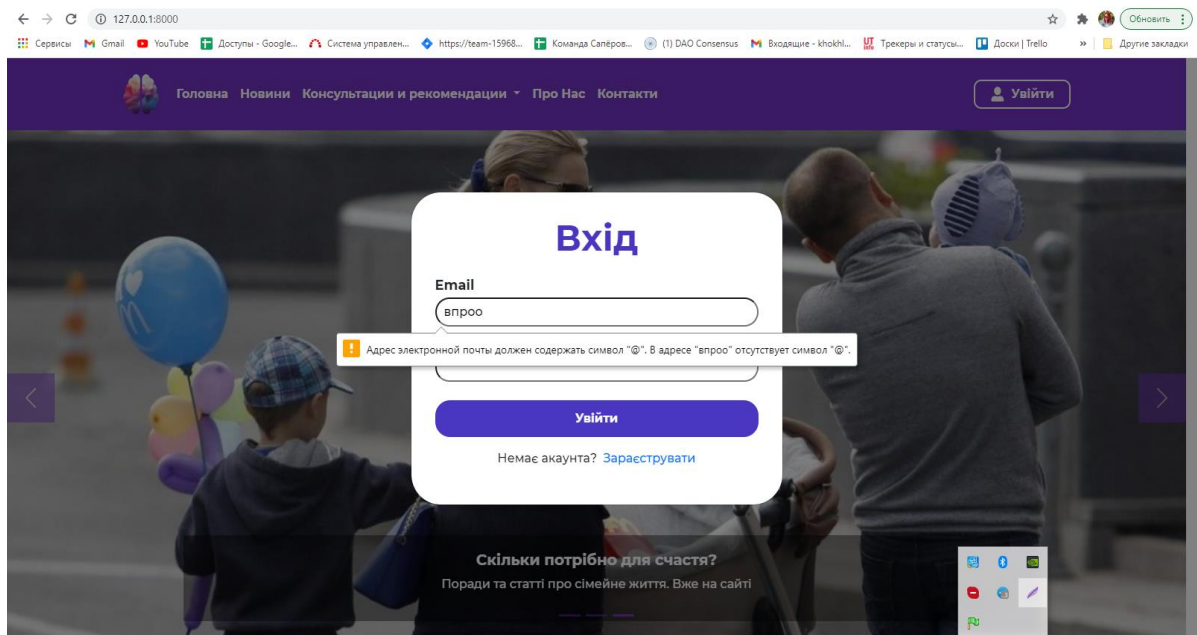 127.0.0.1:8000
Обновить
Сервисы Gmail YouTube Доступы - Google... Система управлен... https://team-15968... Команда Сапёров... (1) DAO Consensus Входящие - khokhl... Трекеры и статусы... Доски | Trello » Другие закладки
Головна Новини Консультации и рекомендации Про Нас Контакти Увійти
Вхід
Email
впроо
Адрес электронной почты должен содержать символ "@". В адресе "впроо" отсутствует символ "@".
Увійти
Немає акаунта? Зараєструвати
Скільки потрібно для счастя?
Поради та статті про сімейне життя. Вже на сайті